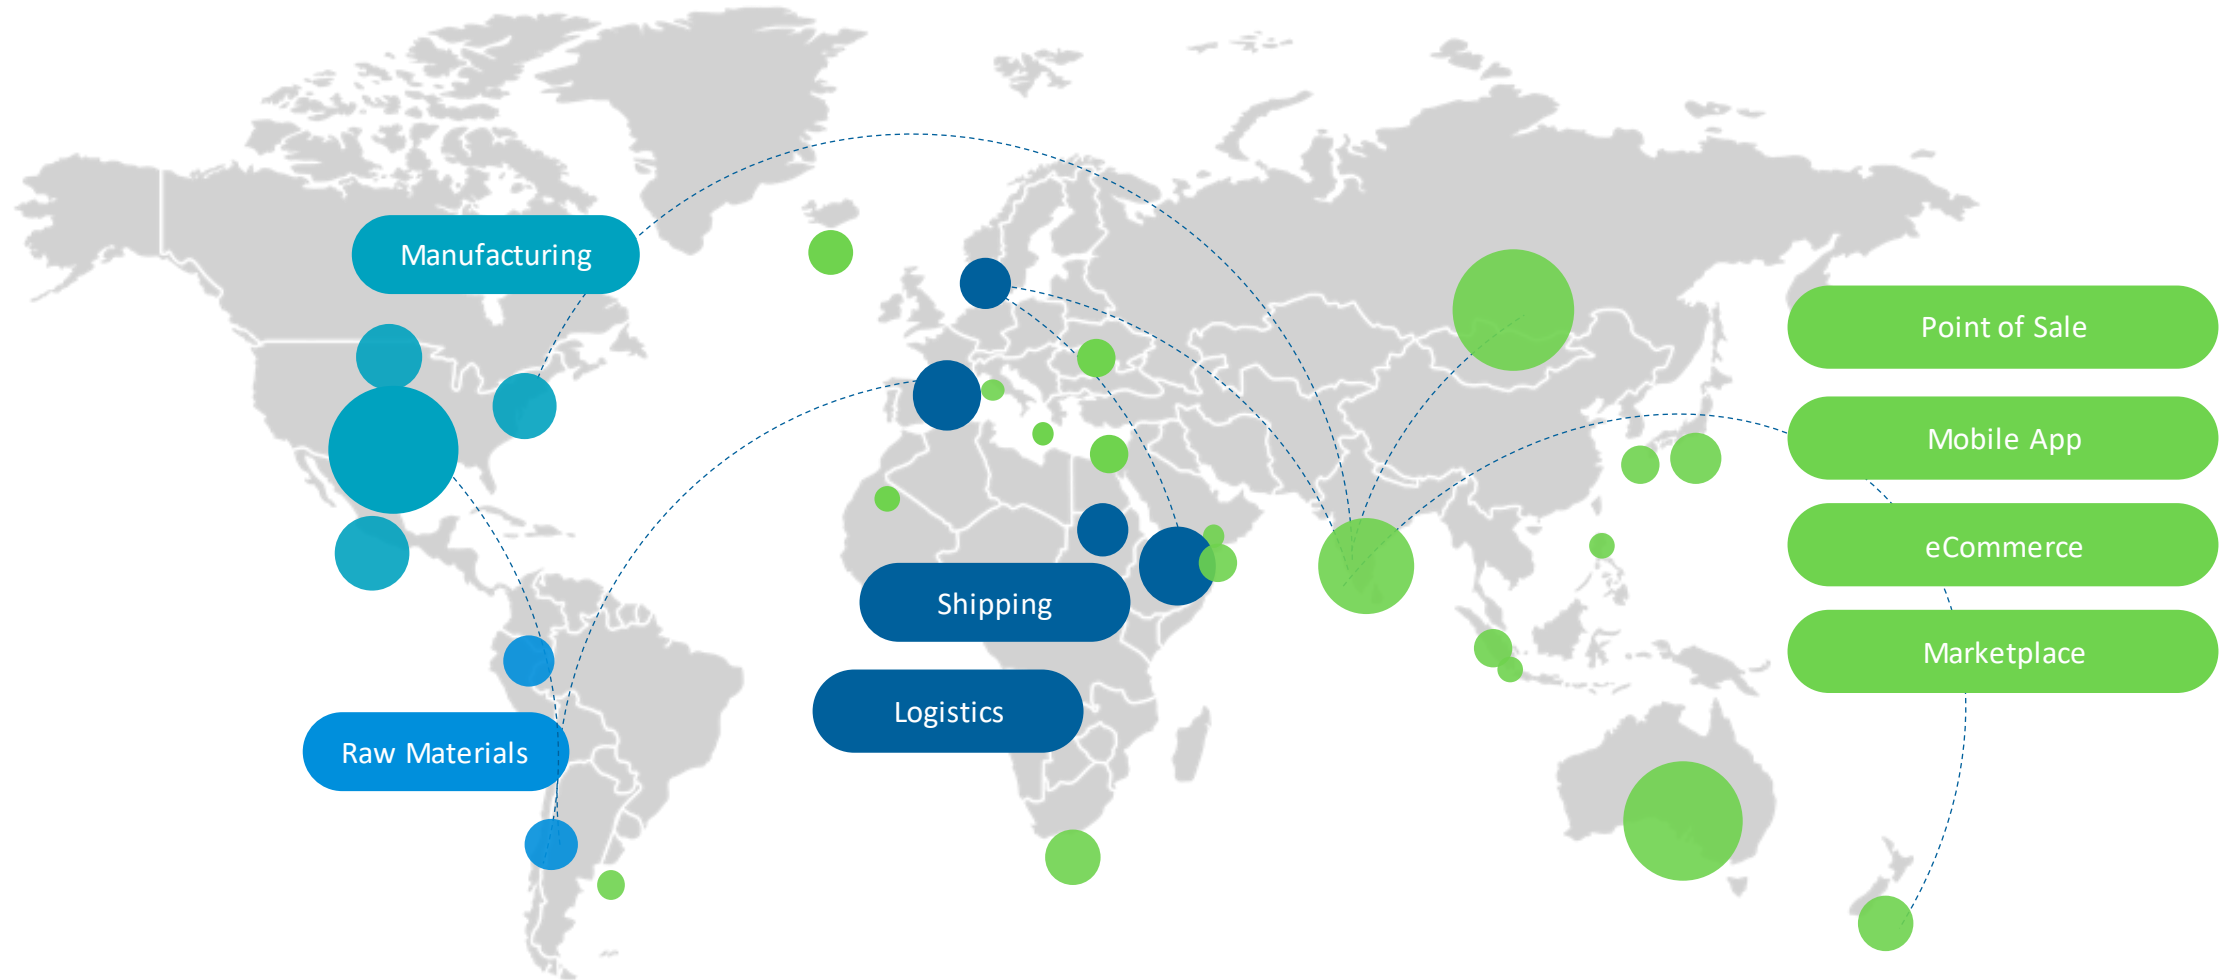 Manufacturing
Point of Sale
Mobile App
eCommerce
Shipping
Marketplace
Logistics
Raw Materials